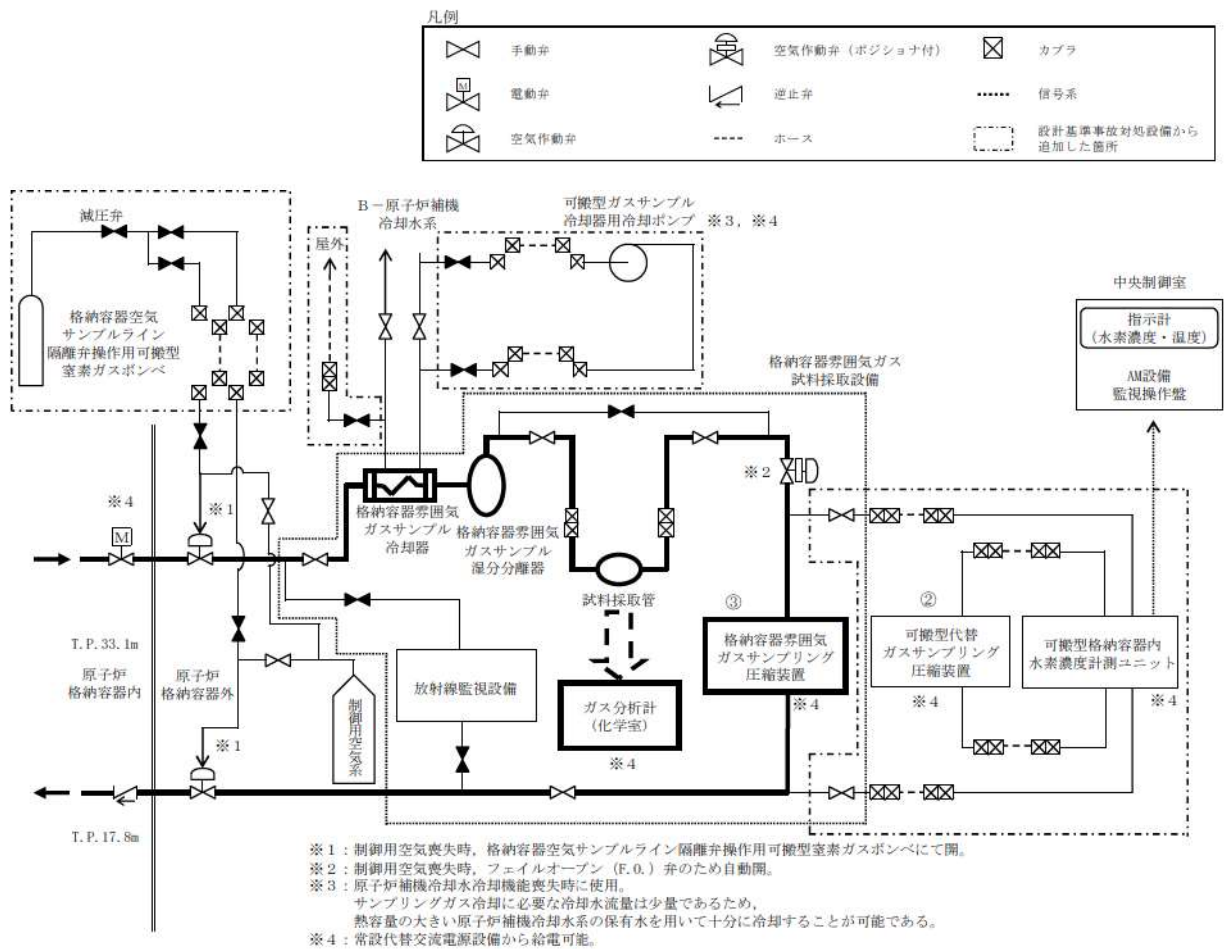 凡例
手動弁
空気作動弁（ポジショナ付）
カプラ
M
電動弁
逆止弁
信号系
空気作動弁
ホース
設計基準事故対処設備から
追加した箇所
減圧弁
格納容器空気
サンプルライン
隔離弁操作用可搬型
窒素ガスボンベ
屋外
B－原子炉補機
冷却水系
可搬型ガスサンプル
冷却器用冷却ポンプ
※３，※４
中央制御室
指示計
（水素濃度・温度）
AM設備
監視操作盤
格納容器雰囲気ガス
試料採取設備
※２
※４
M
※１
格納容器雰囲気
ガスサンプル
冷却器
格納容器雰囲気
ガスサンプル
湿分分離器
試料採取管
T.P.33.1m
原子炉
格納容器内
原子炉
格納容器外
※１
制御用空気系
放射線監視設備
ガス分析計
（化学室）
※４
③
格納容器雰囲気
ガスサンプリング
圧縮装置
※４
②
可搬型代替
ガスサンプリング
圧縮装置
※４
可搬型格納容器内
水素濃度計測ユニット
※４
T.P.17.8m
※１：制御用空気喪失時，格納容器空気サンプルライン隔離弁操作用可搬型窒素ガスボンベにて開。
※２：制御用空気喪失時，フェイルオープン（F.O.）弁のため自動開。
※３：原子炉補機冷却水冷却機能喪失時に使用。
サンプリングガス冷却に必要な冷却水流量は少量であるため，
熱容量の大きい原子炉補機冷却水系の保有水を用いて十分に冷却することが可能である。
※４：常設代替交流電源設備から給電可能。